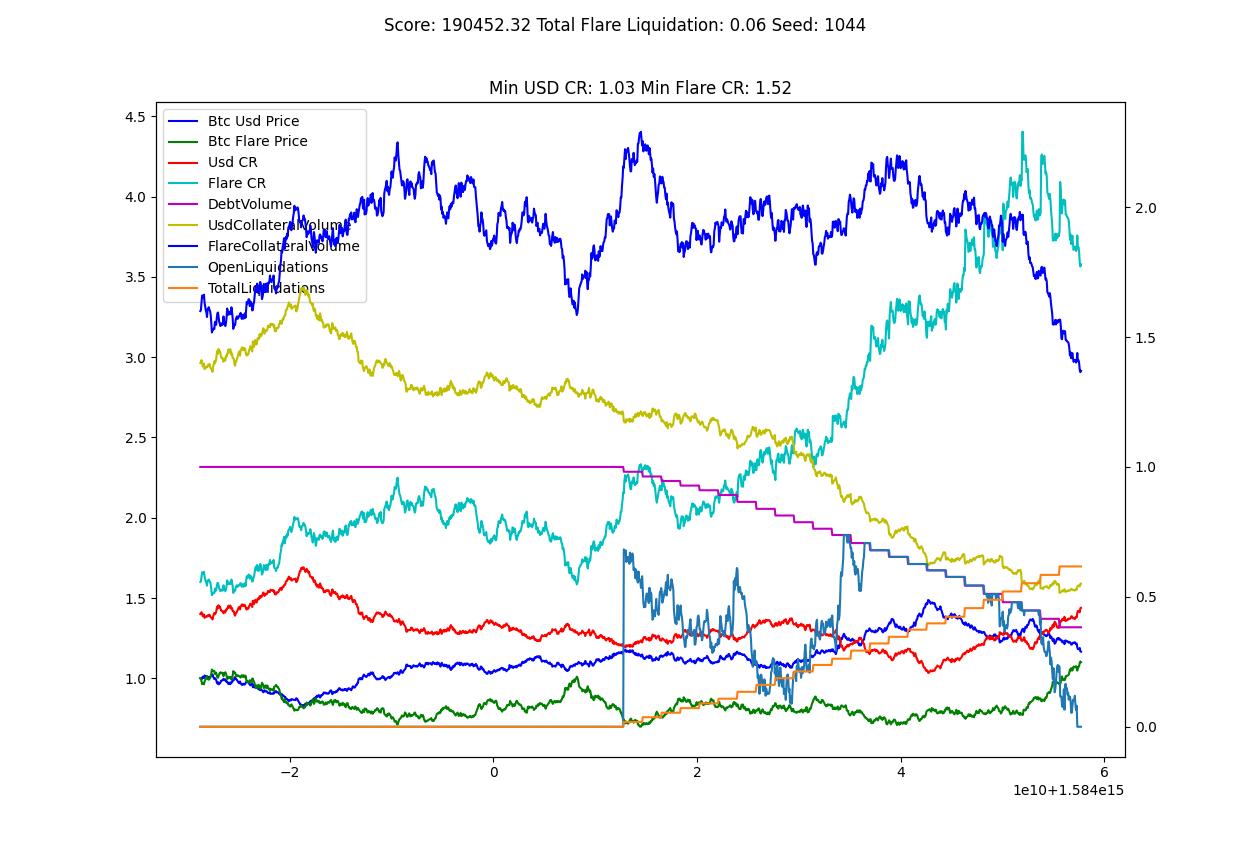 Score: 190452.32 Total Flare Liquidation: 0.06 Seed: 1044
Min USD CR: 1.03 Min Flare CR: 1.52
Btc Usd Price
Btc Flare Price
Usd CR
Flare CR
DebtVolume
UsdCollateralVolume
FlareCollateralVolume
OpenLiquidations
TotalLiquidations
4.5
4.0
3.5
3.0
2.5
2.0
1.5
1.0
2.0
1.5
1.0
0.5
0.0
−2
0
2
4
6
1e10+1.584e15